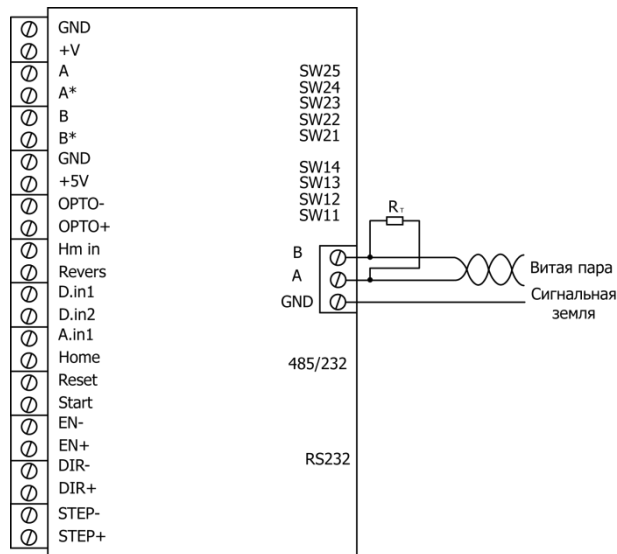 GND
+V
A
A*
B
B*
GND
+5V
OPTO-
OPTO+
Hm in
Revers
D.in1
D.in2
A.in1
Home
Reset
Start
EN-
EN+
DIR-
DIR+
STEP-
STEP+
SW25
SW24
SW23
SW22
SW21
SW14
SW13
SW12
SW11
B
A
GND
485/232
RS232
Rт
Витая пара
Сигнальная
земля